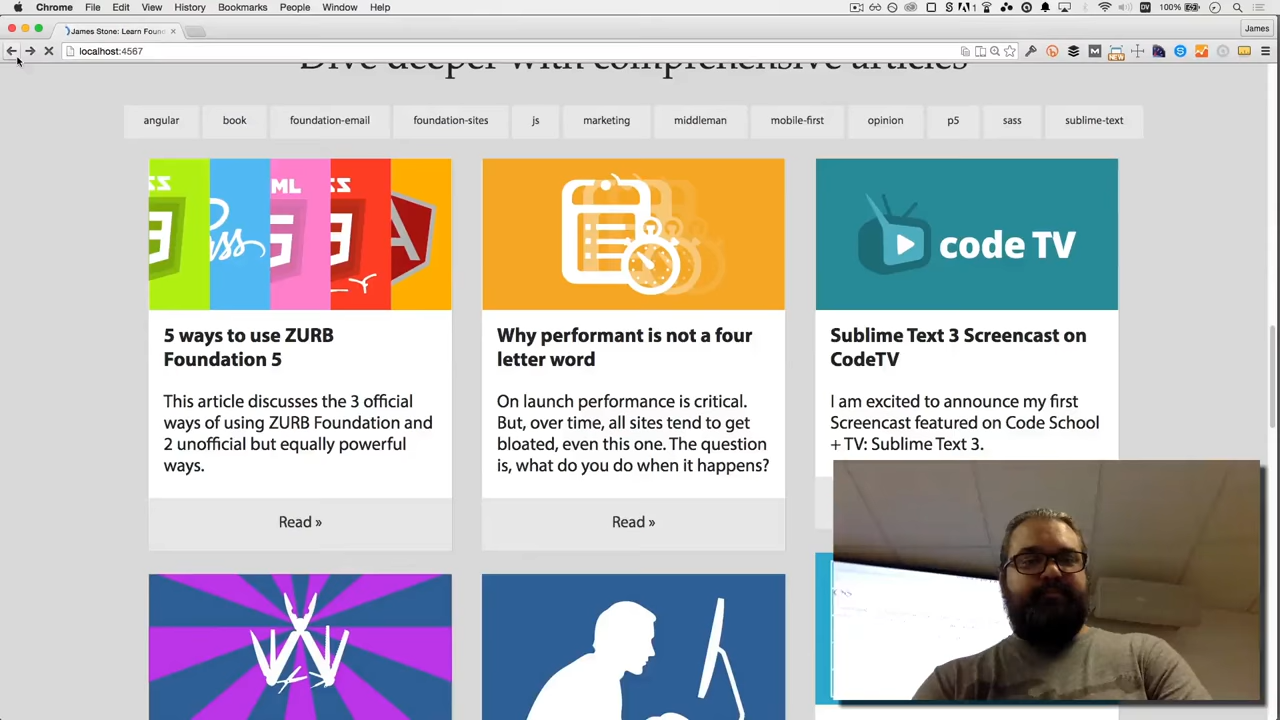 Chrome File Edit View History Bookmarks People Window Help
100%
James Stone: Learn Foun
James
localhost:4567
NEW
Dive deeper with comprehensive articles
angular book foundation-email foundation-sites js marketing middleman mobile-first opinion p5 sass sublime-text
code TV
5 ways to use ZURB
Foundation 5
This article discusses the 3 official
ways of using ZURB Foundation and
2 unofficial but equally powerful
ways.
Read »
Why performant is not a four
letter word
On launch performance is critical.
But, over time, all sites tend to get
bloated, even this one. The question
is, what do you do when it happens?
Read »
Sublime Text 3 Screencast on
CodeTV
I am excited to announce my first
Screencast featured on Code School
+ TV: Sublime Text 3.